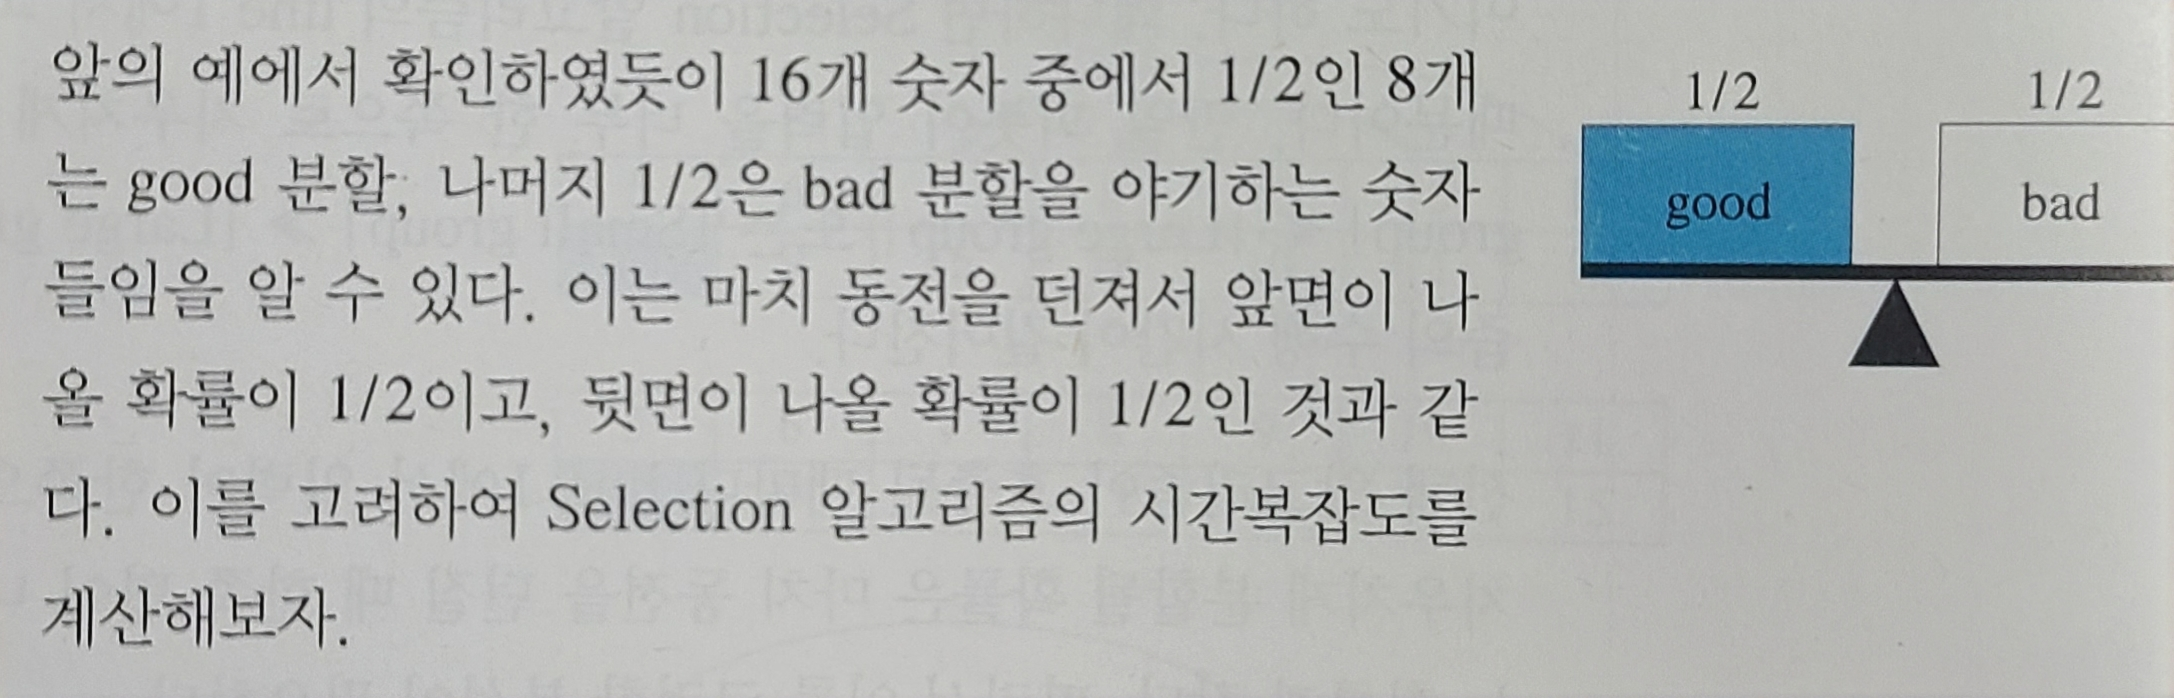 앞의 예에서 확인하였듯이 16개 숫자 중에서 1/2인 8개
는 good 분할, 나머지 1/2은 bad 분할을 야기하는 숫자
들임을 알 수 있다. 이는 마치 동전을 던져서 앞면이 나
올 확률이 1/2이고, 뒷면이 나올 확률이 1/2인 것과 같
다. 이를 고려하여 Selection 알고리즘의 시간복잡도를
계산해보자.
1/2 1/2
good bad